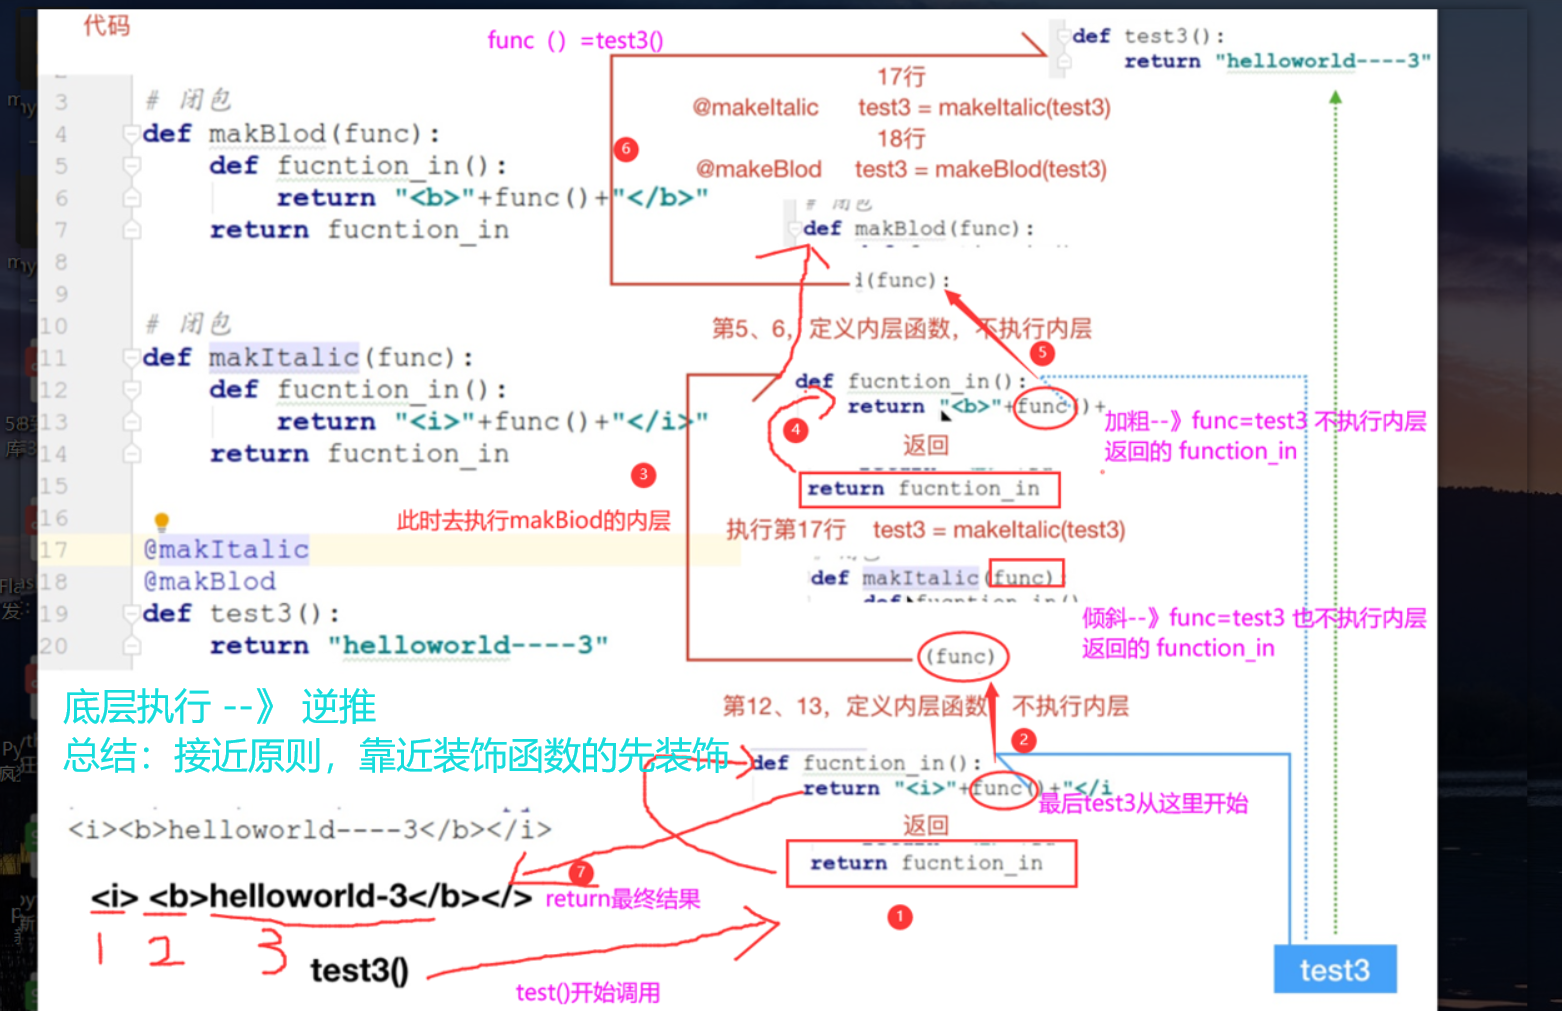 代码
func（）=test3()
def test3():
return "helloworld----3"
17行
@makeItalic test3 = makeItalic(test3)
18行
@makeBlod test3 = makeBlod(test3)
3 # 闭包
4 def makBlod(func):
5 def fucntion_in():
6 return "<b>"+func()+"</b>"
7 return fucntion_in
8
9
10 # 闭包
11 def makItalic(func):
12 def fucntion_in():
13 return "<i>"+func()+"</i>"
14 return fucntion_in
15
16
17 @makItalic
18 @makBlod
19 def test3():
20 return "helloworld----3"
6
# 闭包
def makBlod(func):
i(func):
第5、6，定义内层函数，不执行内层
5
def fucntion_in():
return "<b>"+func()+
4
返回
return fucntion_in
加粗--》func=test3 不执行内层
返回的 function_in
3
此时去执行makBiod的内层
执行第17行 test3 = makeItalic(test3)
def makItalic(func):
def fucntion_in()
(func)
倾斜--》func=test3 也不执行内层
返回的 function_in
第12、13，定义内层函数 不执行内层
2
def fucntion_in():
return "<i>"+func()+"</i
最后test3从这里开始
返回
return fucntion_in
1
底层执行 --》 逆推
总结：接近原则，靠近装饰函数的先装饰
<i><b>helloworld----3</b></i>
<i> <b>helloworld-3</b></>
7
return最终结果
1 2 3
test3()
test()开始调用
test3